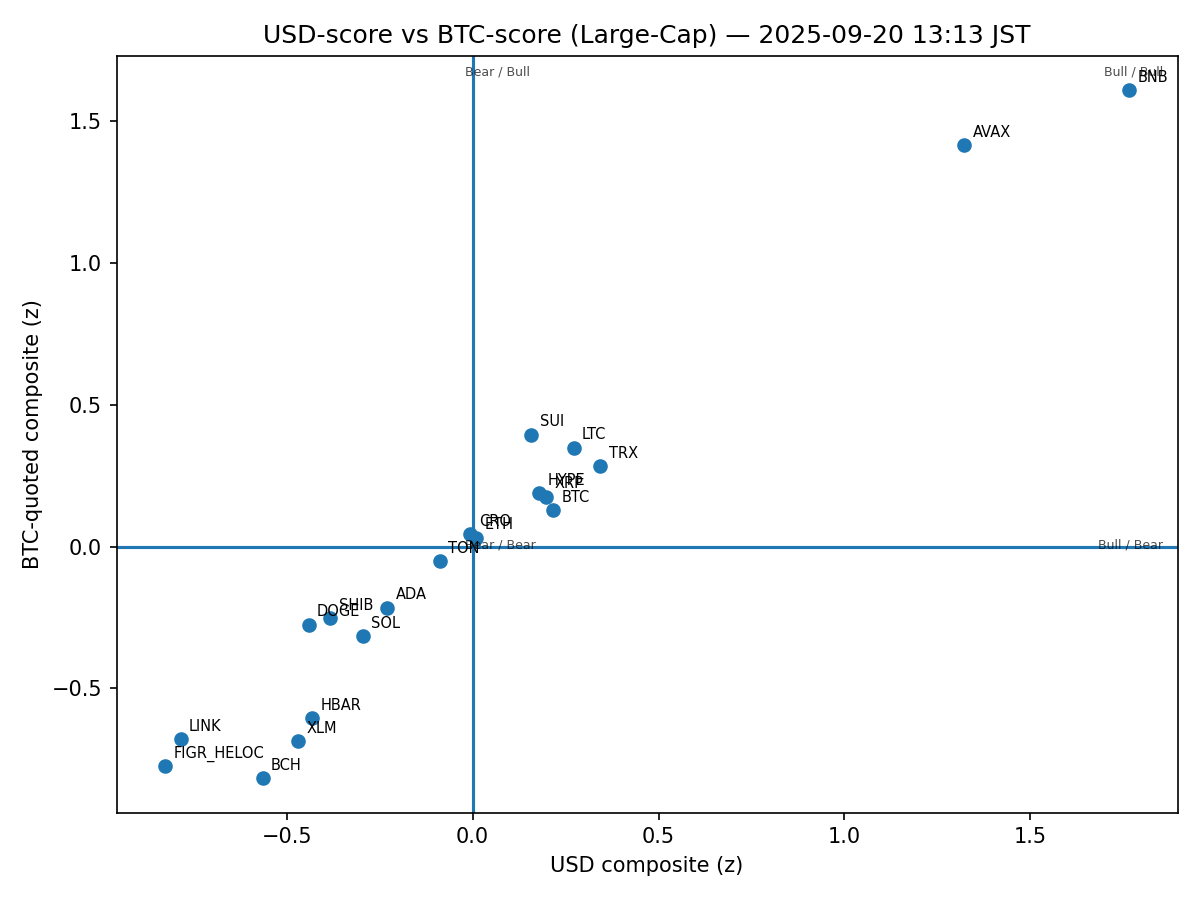 USD-score vs BTC-score (Large-Cap) — 2025-09-20 13:13 JST
Bear / Bull
Bull / Bull
BNB
AVAX
1.5
1.0
0.5
0.0
−0.5
BTC-quoted composite (z)
SUI
LTC
TRX
HYPE
XRP
BTC
CRO
ETH
TON
Bear / Bear
Bull / Bear
ADA
SHIB
DOGE
SOL
HBAR
XLM
LINK
FIGR_HELOC
BCH
−0.5
0.0
0.5
1.0
1.5
USD composite (z)